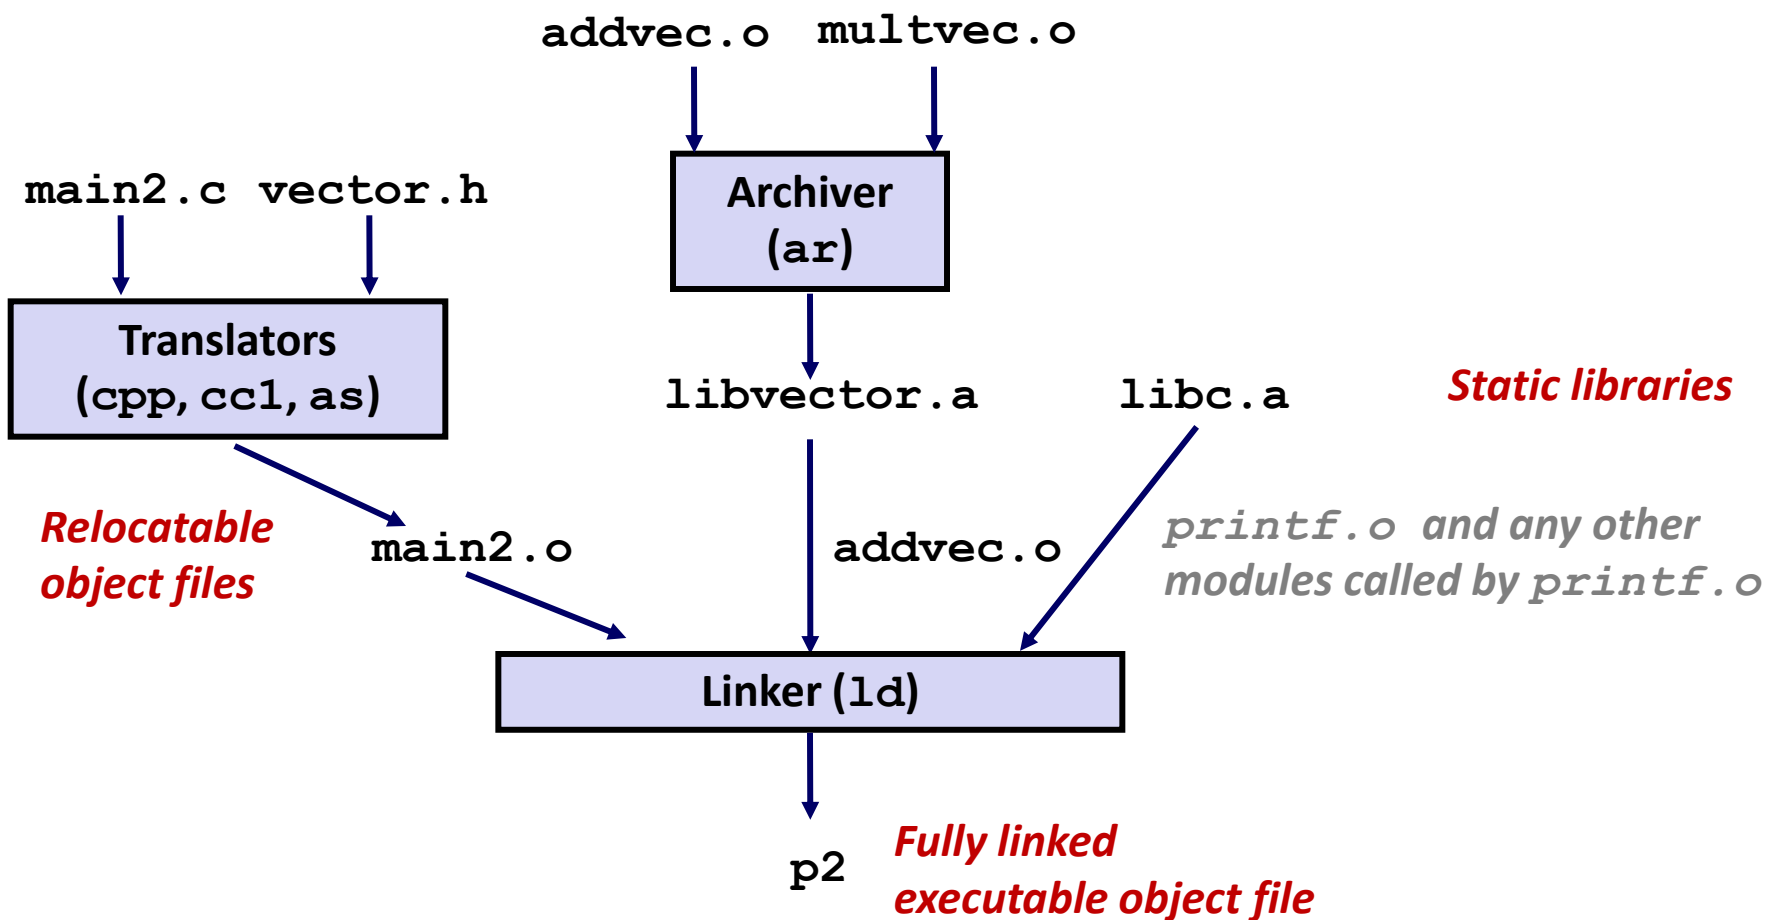 addvec.o multvec.o
main2.c vector.h
Archiver
(ar)
Translators
(cpp, cc1, as)
libvector.a
libc.a
Static libraries
Relocatable
object files
main2.o
addvec.o
printf.o and any other
modules called by printf.o
Linker (ld)
p2
Fully linked
executable object file